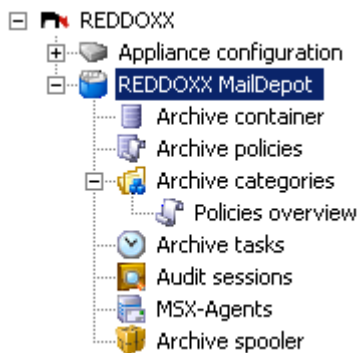 REDDOXX
Appliance configuration
REDDOXX MailDepot
Archive container
Archive policies
Archive categories
Policies overview
Archive tasks
Audit sessions
MSX-Agents
Archive spooler